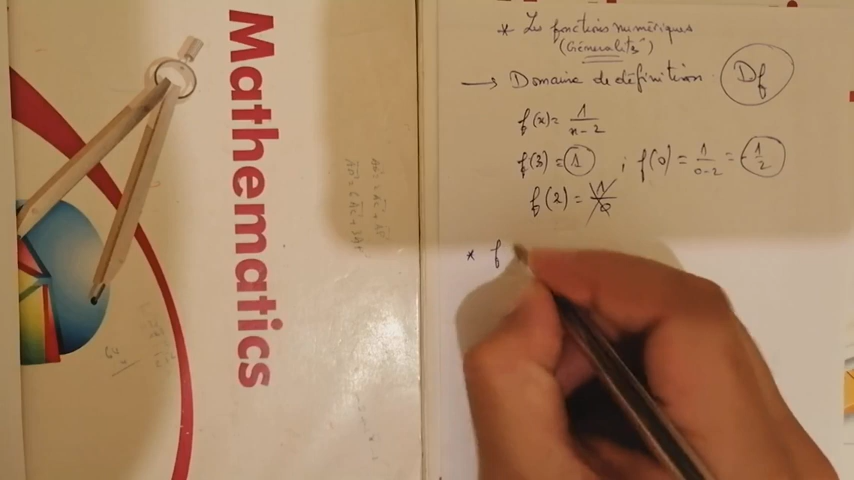 Mathematics
* Les fonctions numériques
(Généralités)
→ Domaine de définition : Df
f(x) = 1/x-2
f(3) = 1 ; f(0) = 1/0-2 = -1/2
f(2) = 1/0
* f